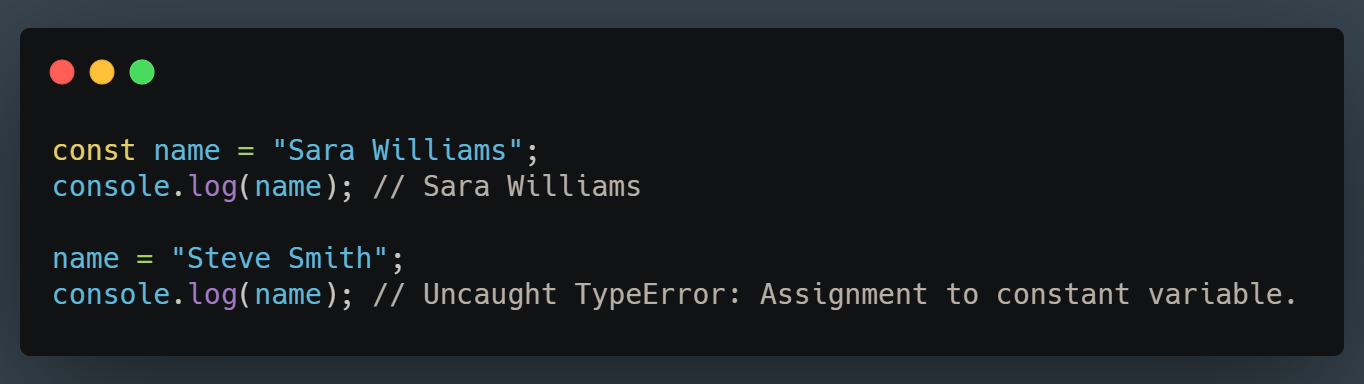 const name = "Sara Williams";
console.log(name); // Sara Williams
name = "Steve Smith";
console.log(name); // Uncaught TypeError: Assignment to constant variable.